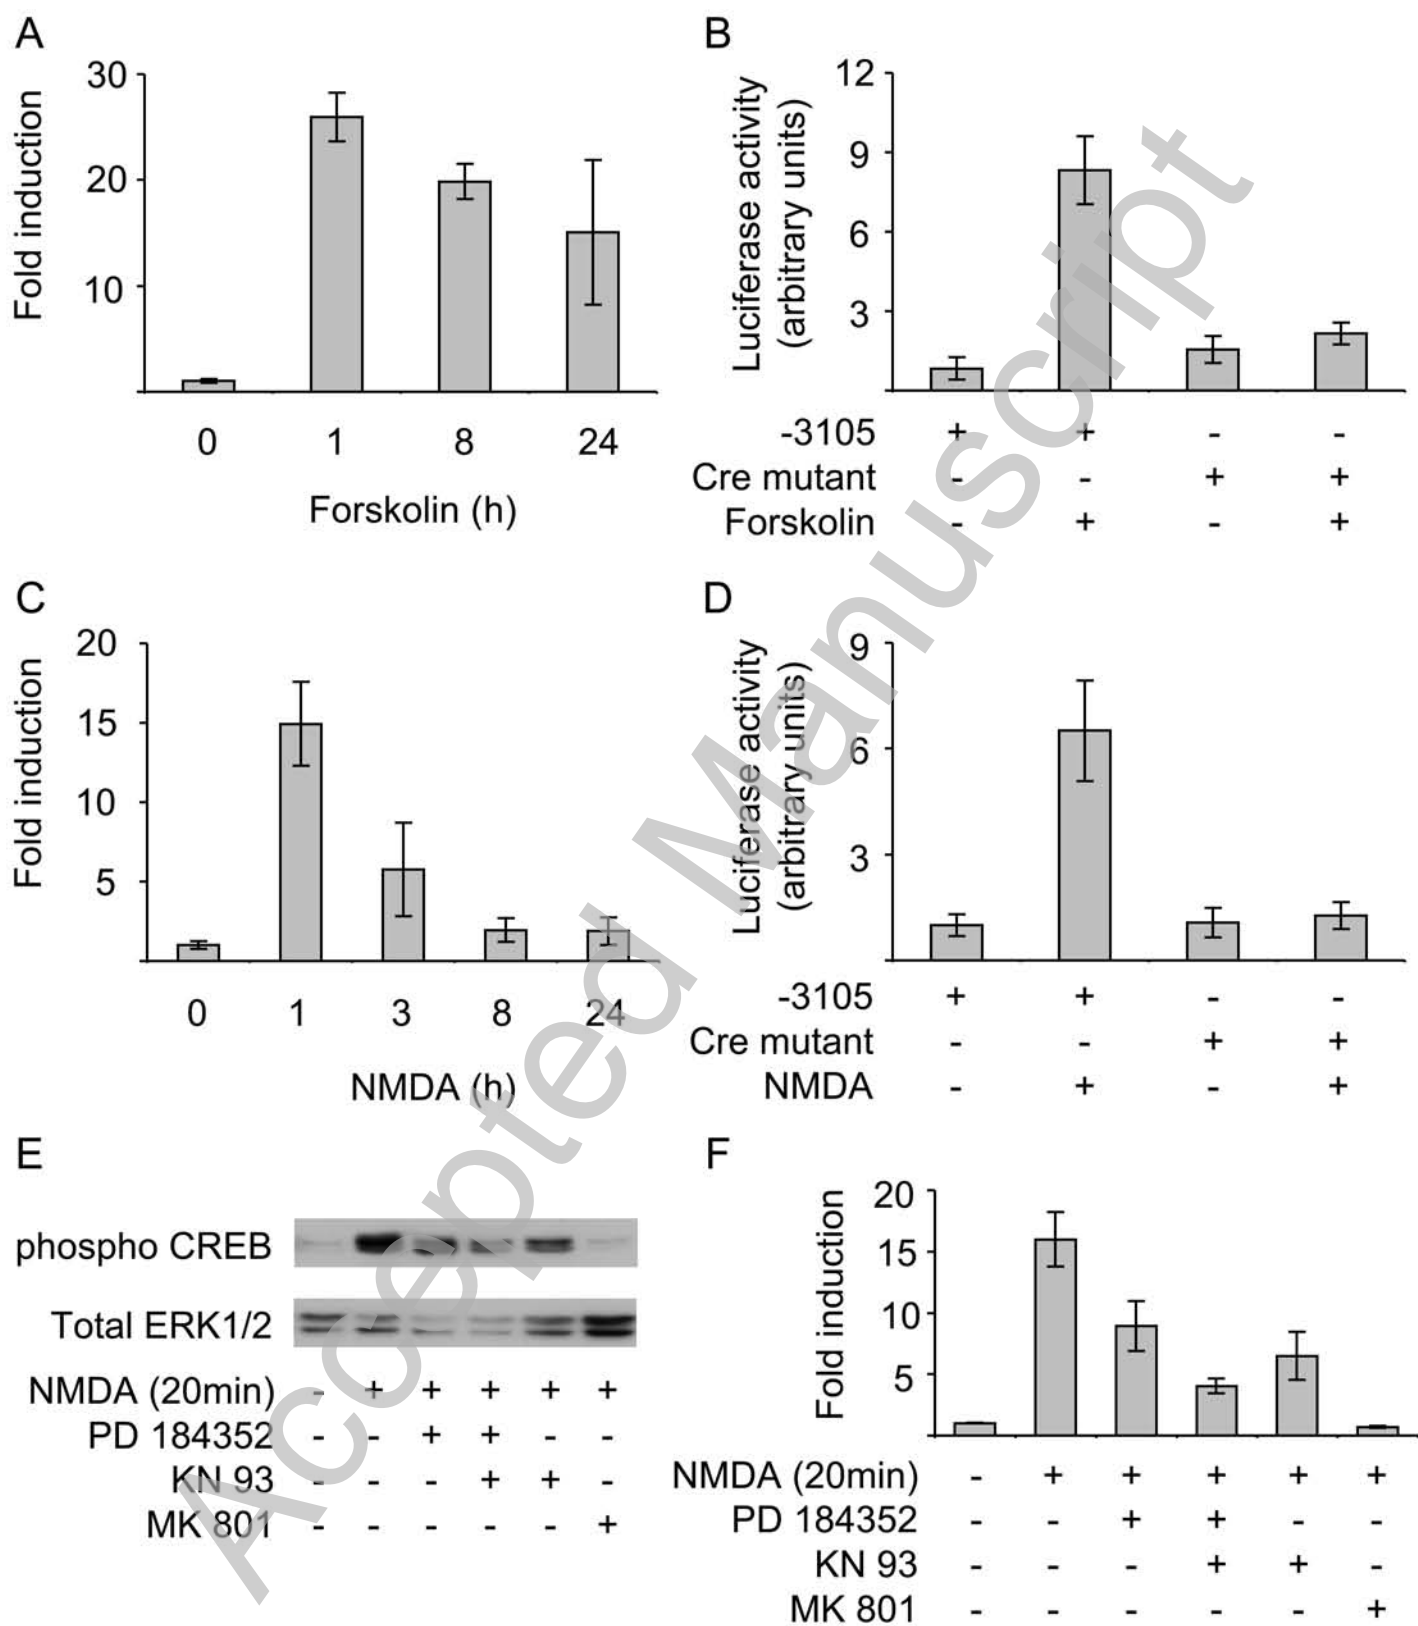 A
Fold induction
30
20
10
0 1 8 24
Forskolin (h)
B
Luciferase activity
(arbitrary units)
12
9
6
3
-3105 + + - -
Cre mutant - - + +
Forskolin - + - +
C
Fold induction
20
15
10
5
0 1 3 8 24
NMDA (h)
D
Luciferase activity
(arbitrary units)
9
6
3
-3105 + + - -
Cre mutant - - + +
NMDA - + - +
E
phospho CREB
Total ERK1/2
NMDA (20min) - + + + + +
PD 184352 - - + + - -
KN 93 - - - + + -
MK 801 - - - - - +
F
Fold induction
20
15
10
5
NMDA (20min) - + + + + +
PD 184352 - - + + - -
KN 93 - - - + + -
MK 801 - - - - - +
Accepted Manuscript